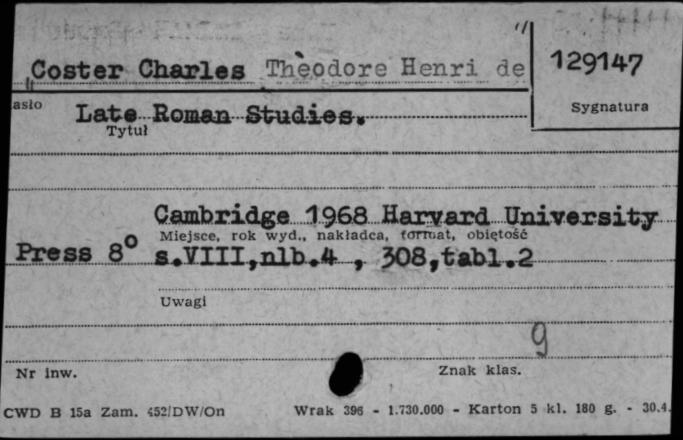 Coster Charles Thèodore Henri de
129147
asło
Sygnatura
Late Roman Studies.
Tytuł
Cambridge 1968 Harvard University
Miejsce, rok wyd., nakładca, format, objętość
Press 8° s.VIII,nlb.4 , 308,tabl.2
Uwagi
9
Nr inw.
Znak klas.
CWD B 15a Zam. 452/DW/On Wrak 396 - 1.730.000 - Karton 5 kl. 180 g. - 30.4.